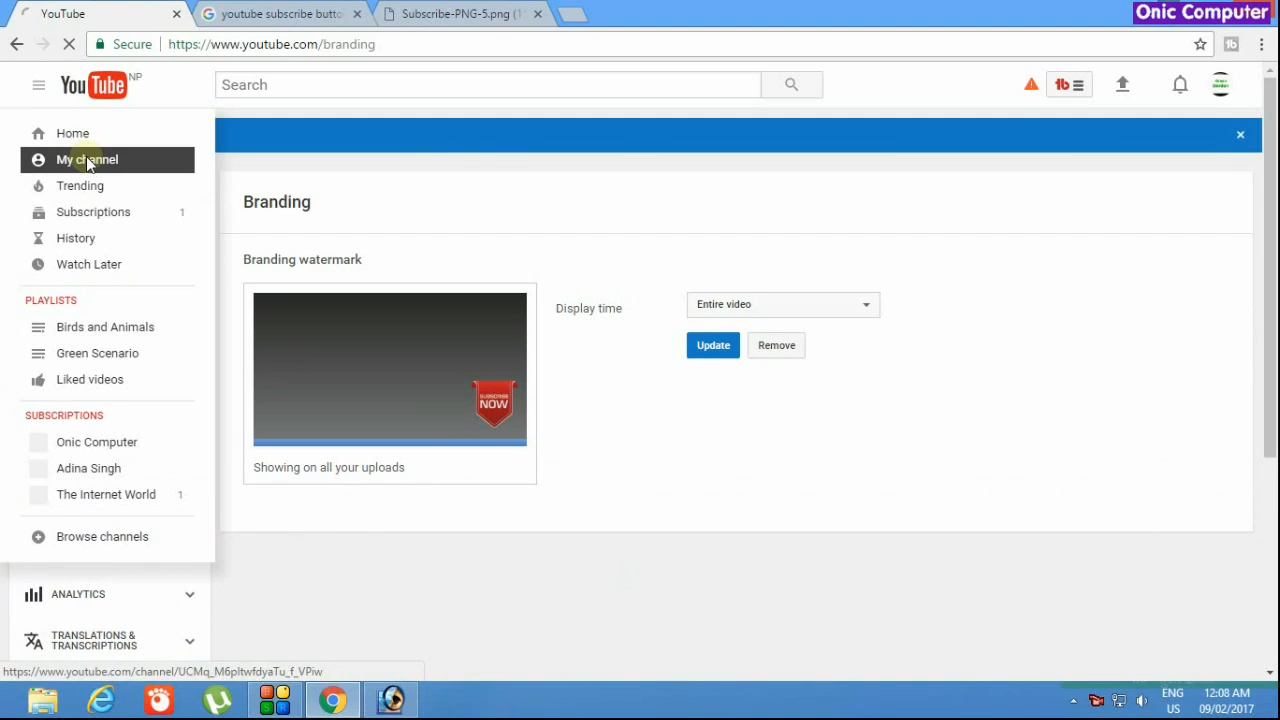 YouTube
youtube subscribe butto
Subscribe-PNG-5.png (1
Onic Computer
Secure
https://www.youtube.com/branding
YouTube NP
Search
Home
My channel
Trending
Subscriptions 1
History
Watch Later
PLAYLISTS
Birds and Animals
Green Scenario
Liked videos
SUBSCRIPTIONS
Onic Computer
Adina Singh
The Internet World 1
Browse channels
ANALYTICS
TRANSLATIONS &
TRANSCRIPTIONS
Branding
Branding watermark
SUBSCRIBE
NOW
Showing on all your uploads
Display time
Entire video
Update
Remove
https://www.youtube.com/channel/UCMq_M6pItwfdyaTu_f_VPiw
ENG
US
12:08 AM
09/02/2017